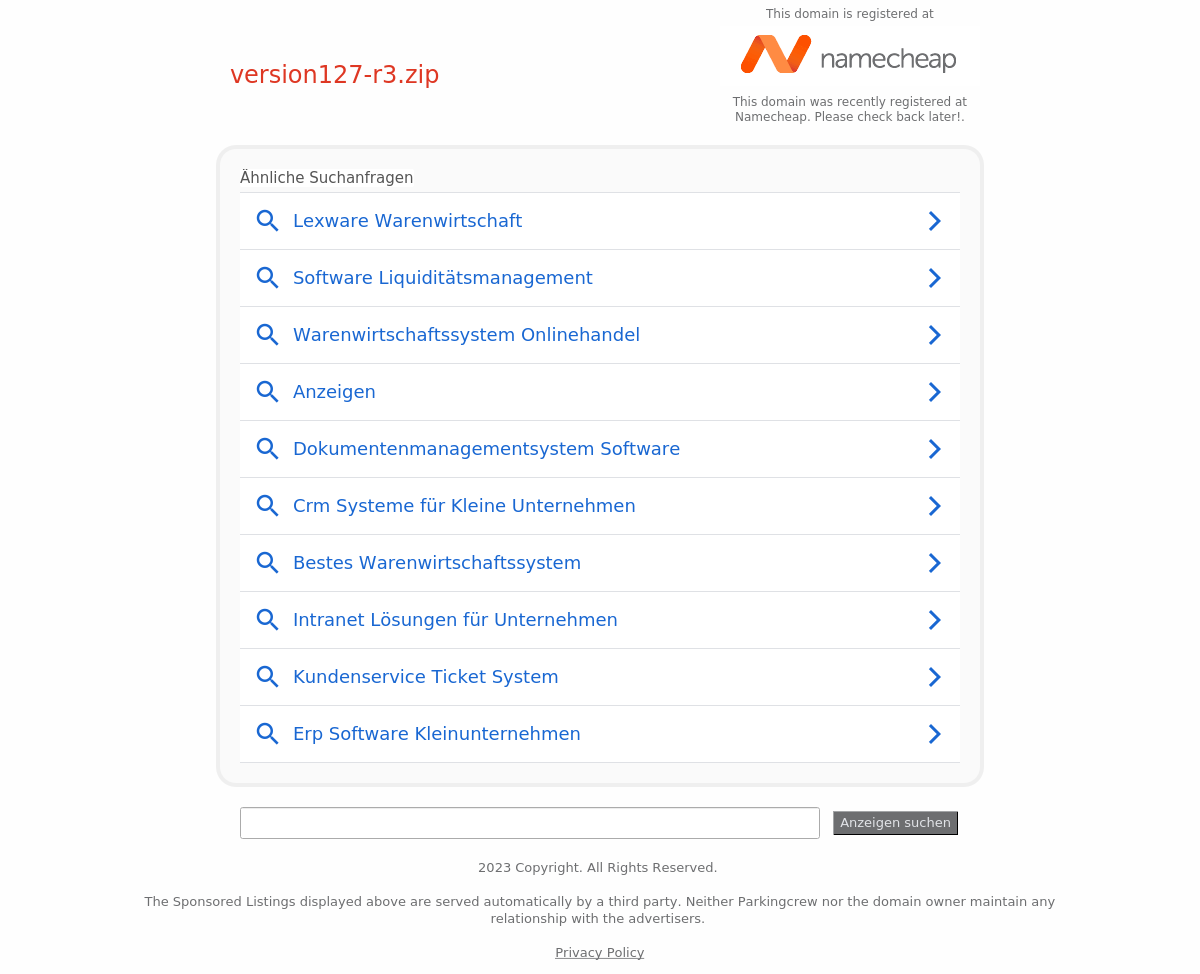 This domain is registered at
namecheap
version127-r3.zip
This domain was recently registered at
Namecheap. Please check back later!.
Ähnliche Suchanfragen
Lexware Warenwirtschaft
Software Liquiditätsmanagement
Warenwirtschaftssystem Onlinehandel
Anzeigen
Dokumentenmanagementsystem Software
Crm Systeme für Kleine Unternehmen
Bestes Warenwirtschaftssystem
Intranet Lösungen für Unternehmen
Kundenservice Ticket System
Erp Software Kleinunternehmen
Anzeigen suchen
2023 Copyright. All Rights Reserved.
The Sponsored Listings displayed above are served automatically by a third party. Neither Parkingcrew nor the domain owner maintain any
relationship with the advertisers.
Privacy Policy